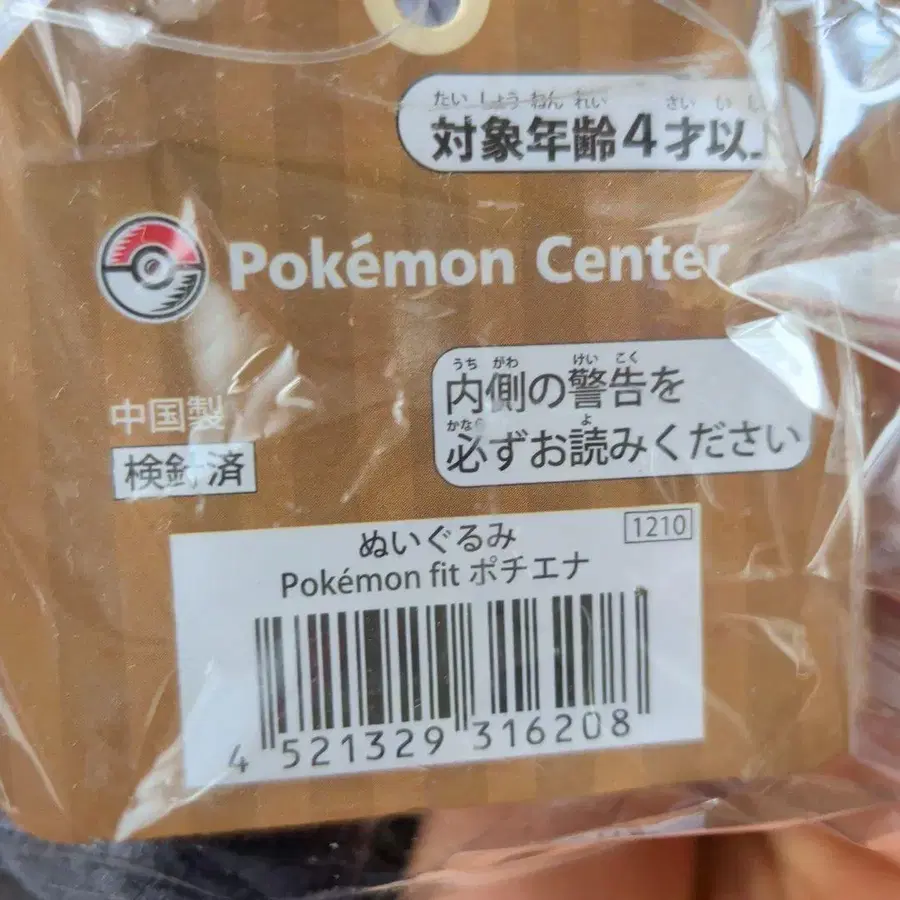 たいしょうねんれい さいい
対象年齢4才以
Pokémon Center
うちがわ けいこく
内側の警告を
かなら よ
必ずお読みください
中国製
検針済
1210
ぬいぐるみ
Pokémon fit ポチエナ
4 521329 316208